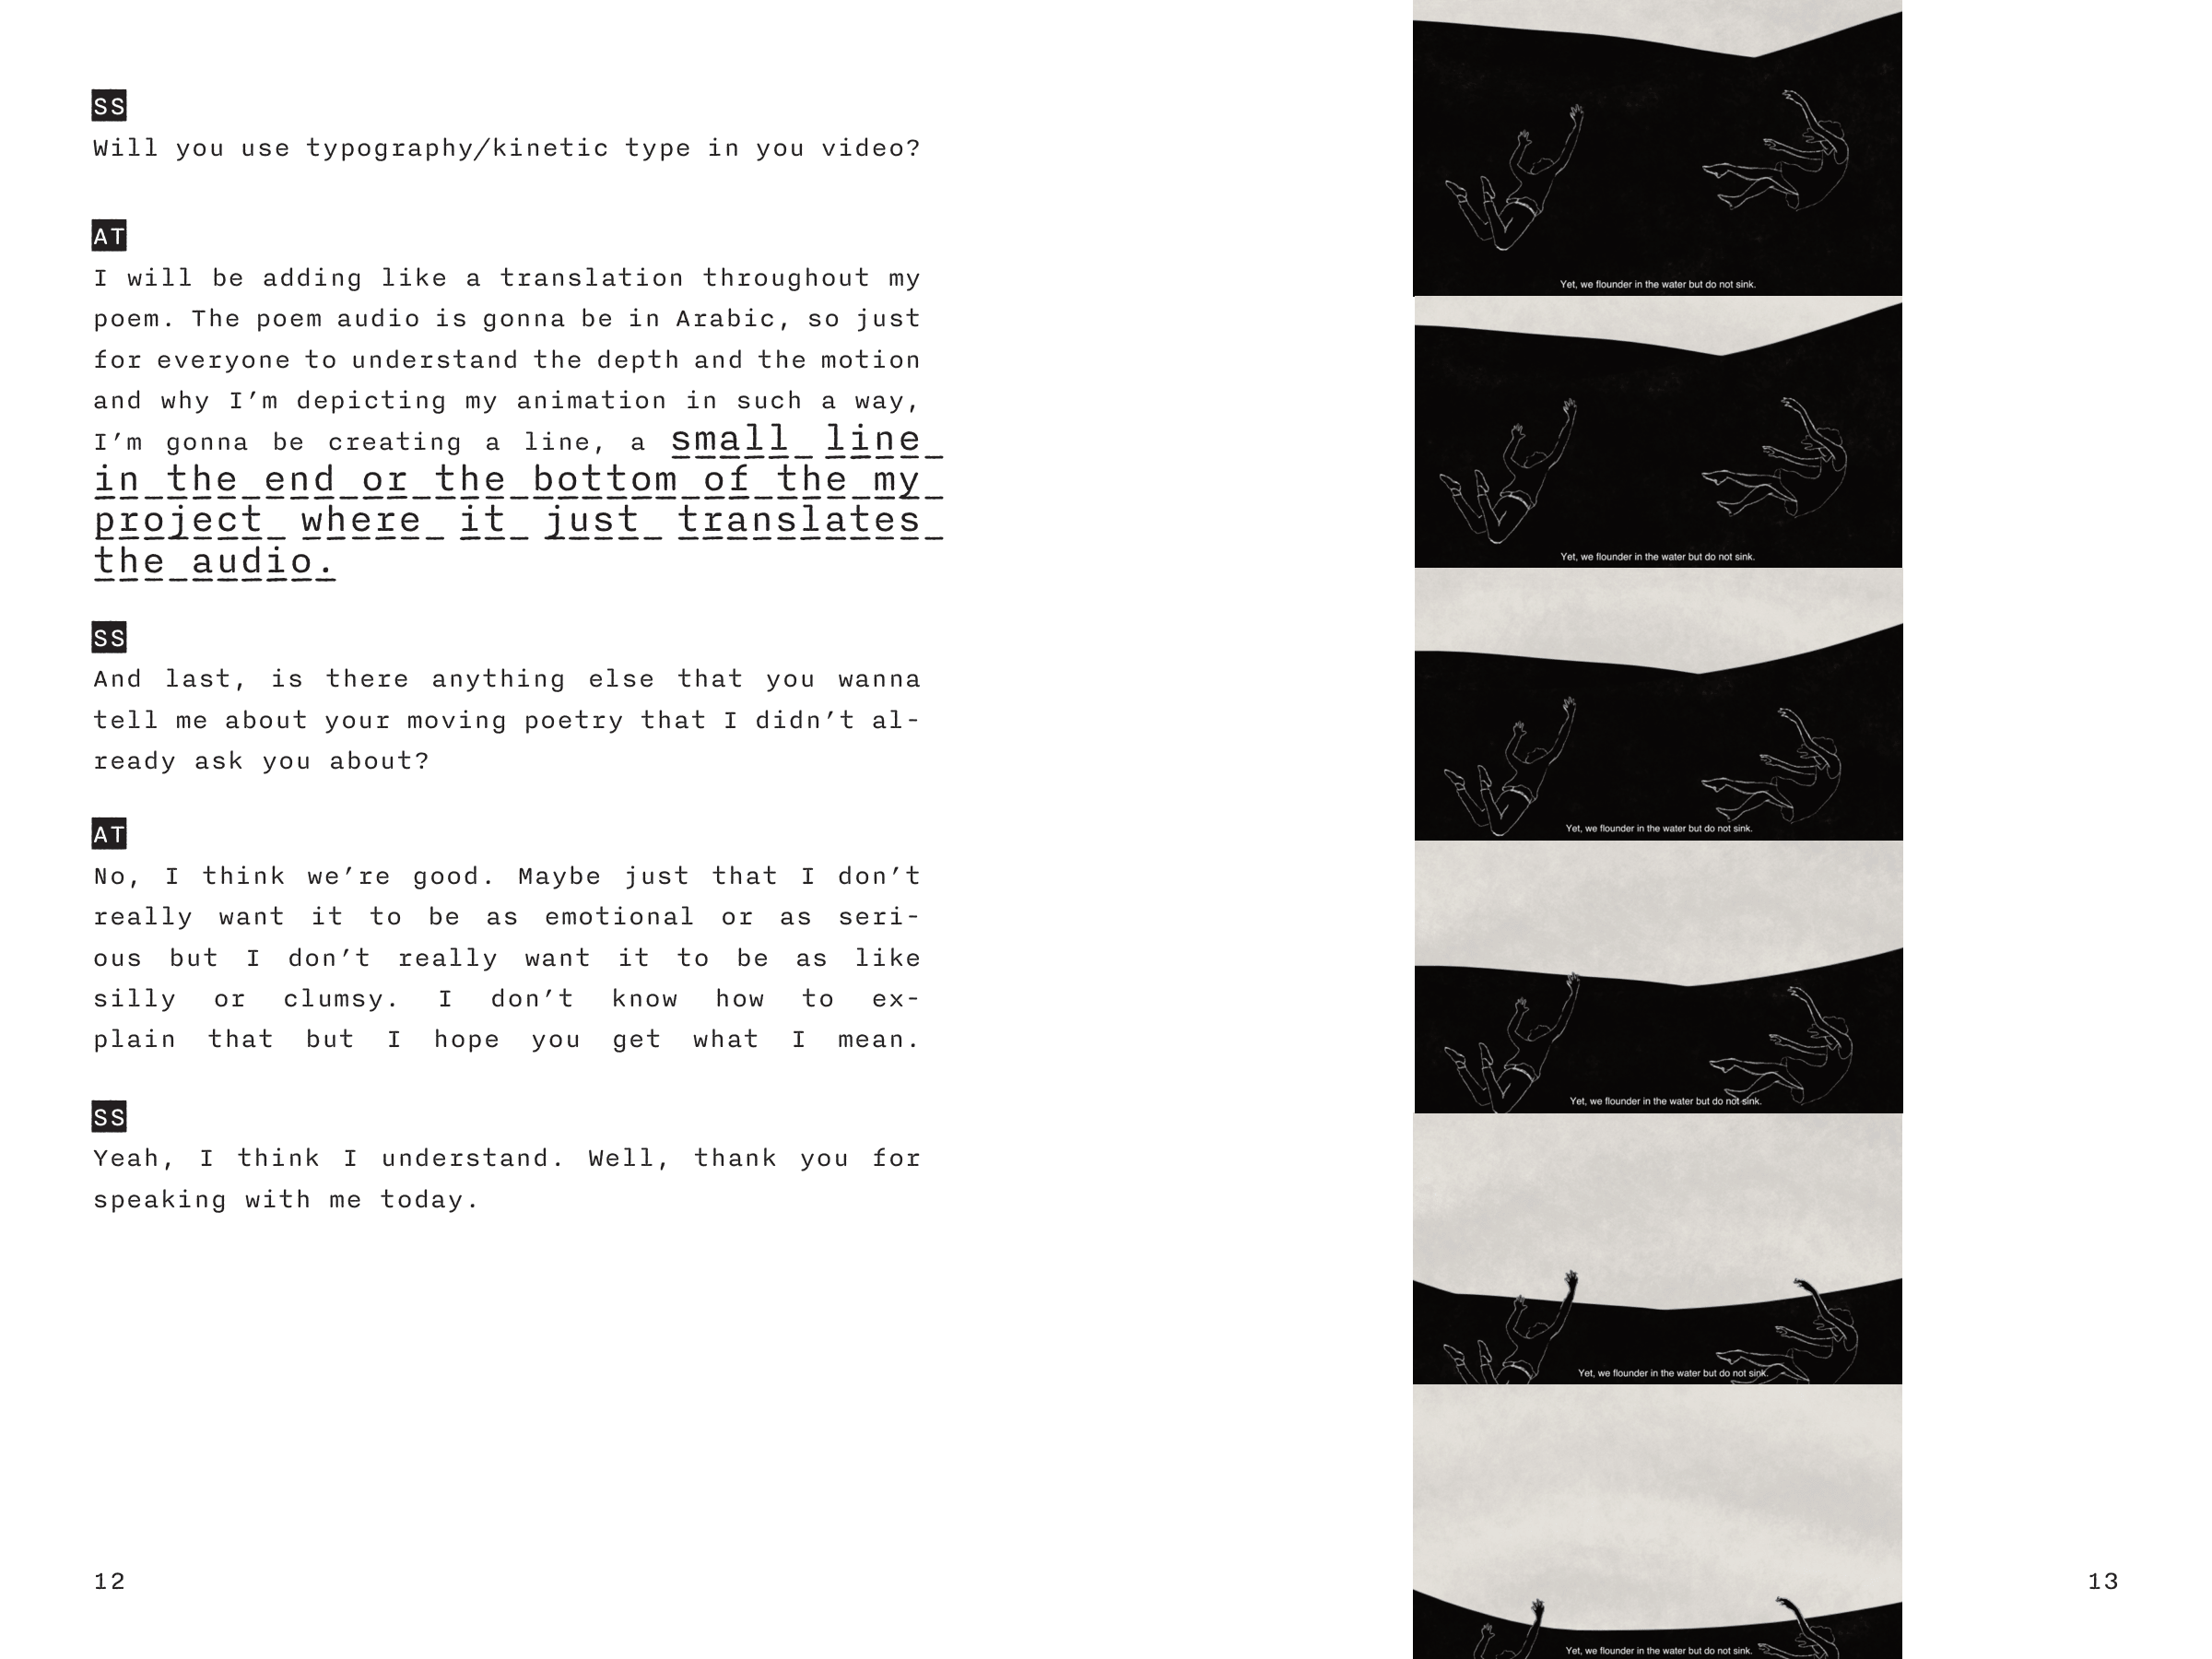 SS
Will you use typography/kinetic type in you video?
AT
I will be adding like a translation throughout my
poem. The poem audio is gonna be in Arabic, so just
for everyone to understand the depth and the motion
and why I’m depicting my animation in such a way,
I’m gonna be creating a line, a small line
in the end or the bottom of the my
project where it just translates
the audio.
SS
And last, is there anything else that you wanna
tell me about your moving poetry that I didn’t al-
ready ask you about?
AT
No, I think we’re good. Maybe just that I don’t
really want it to be as emotional or as seri-
ous but I don’t really want it to be as like
silly or clumsy. I don’t know how to ex-
plain that but I hope you get what I mean.
SS
Yeah, I think I understand. Well, thank you for
speaking with me today.
12
Yet, we flounder in the water but do not sink.
Yet, we flounder in the water but do not sink.
Yet, we flounder in the water but do not sink.
Yet, we flounder in the water but do not sink.
Yet, we flounder in the water but do not sink.
Yet, we flounder in the water but do not sink.
13